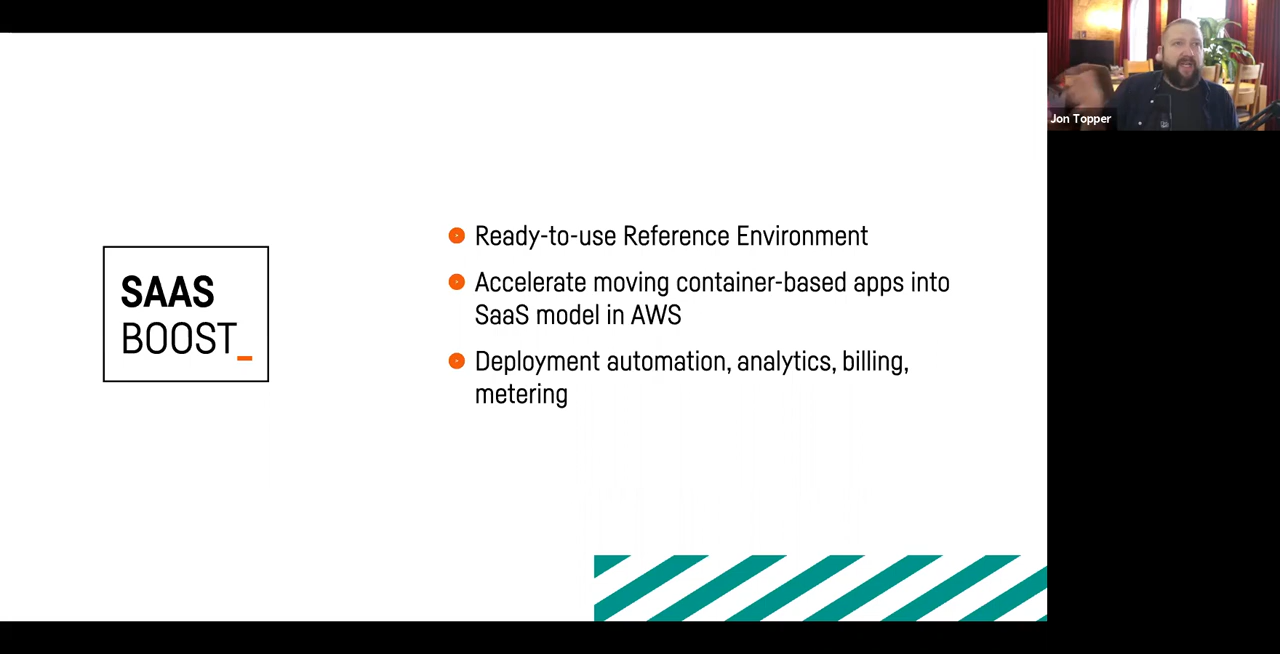 SAAS
BOOST_
Ready-to-use Reference Environment
Accelerate moving container-based apps into
SaaS model in AWS
Deployment automation, analytics, billing,
metering
Jon Topper